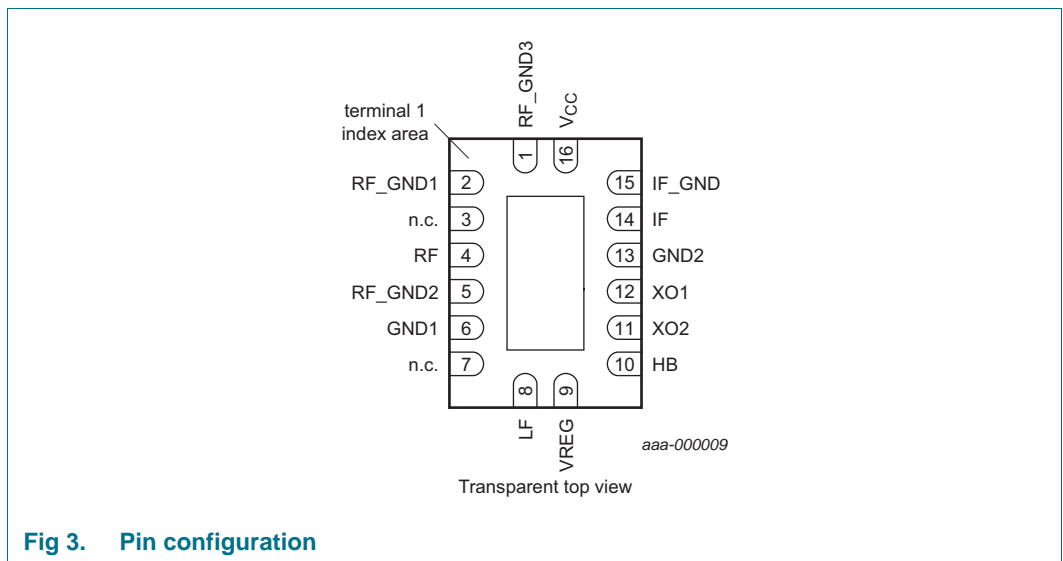 RF_GND3
VCC
terminal 1
index area
1
16
RF_GND1 2
15 IF_GND
n.c. 3
14 IF
RF 4
13 GND2
RF_GND2 5
12 XO1
GND1 6
11 XO2
n.c. 7
10 HB
8
9
LF
VREG
aaa-000009
Transparent top view
Fig 3. Pin configuration